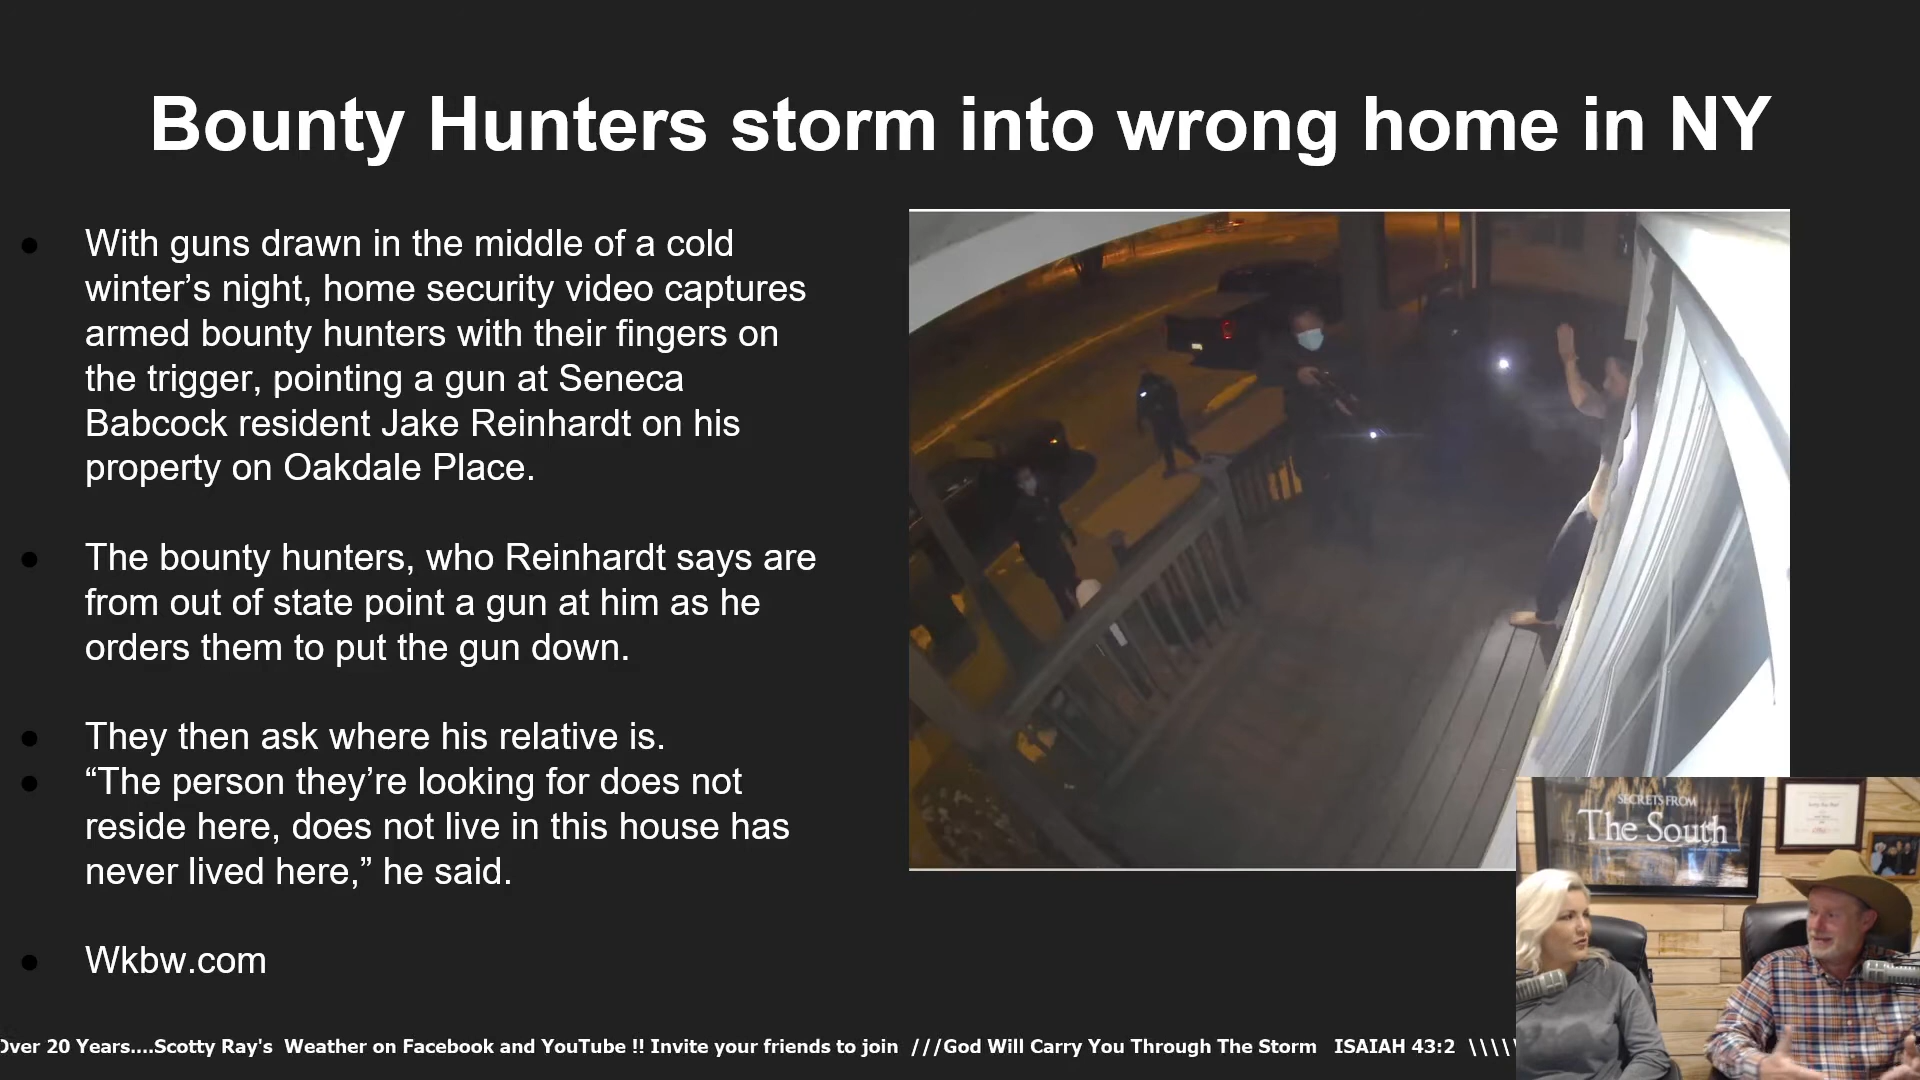 Bounty Hunters storm into wrong home in NY
With guns drawn in the middle of a cold
winter’s night, home security video captures
armed bounty hunters with their fingers on
the trigger, pointing a gun at Seneca
Babcock resident Jake Reinhardt on his
property on Oakdale Place.
The bounty hunters, who Reinhardt says are
from out of state point a gun at him as he
orders them to put the gun down.
They then ask where his relative is.
“The person they’re looking for does not
reside here, does not live in this house has
never lived here,” he said.
Wkbw.com
SECRETS FROM
The South
Over 20 Years....Scotty Ray's  Weather on Facebook and YouTube !! Invite your friends to join  ///God Will Carry You Through The Storm   ISAIAH 43:2  \\\\\